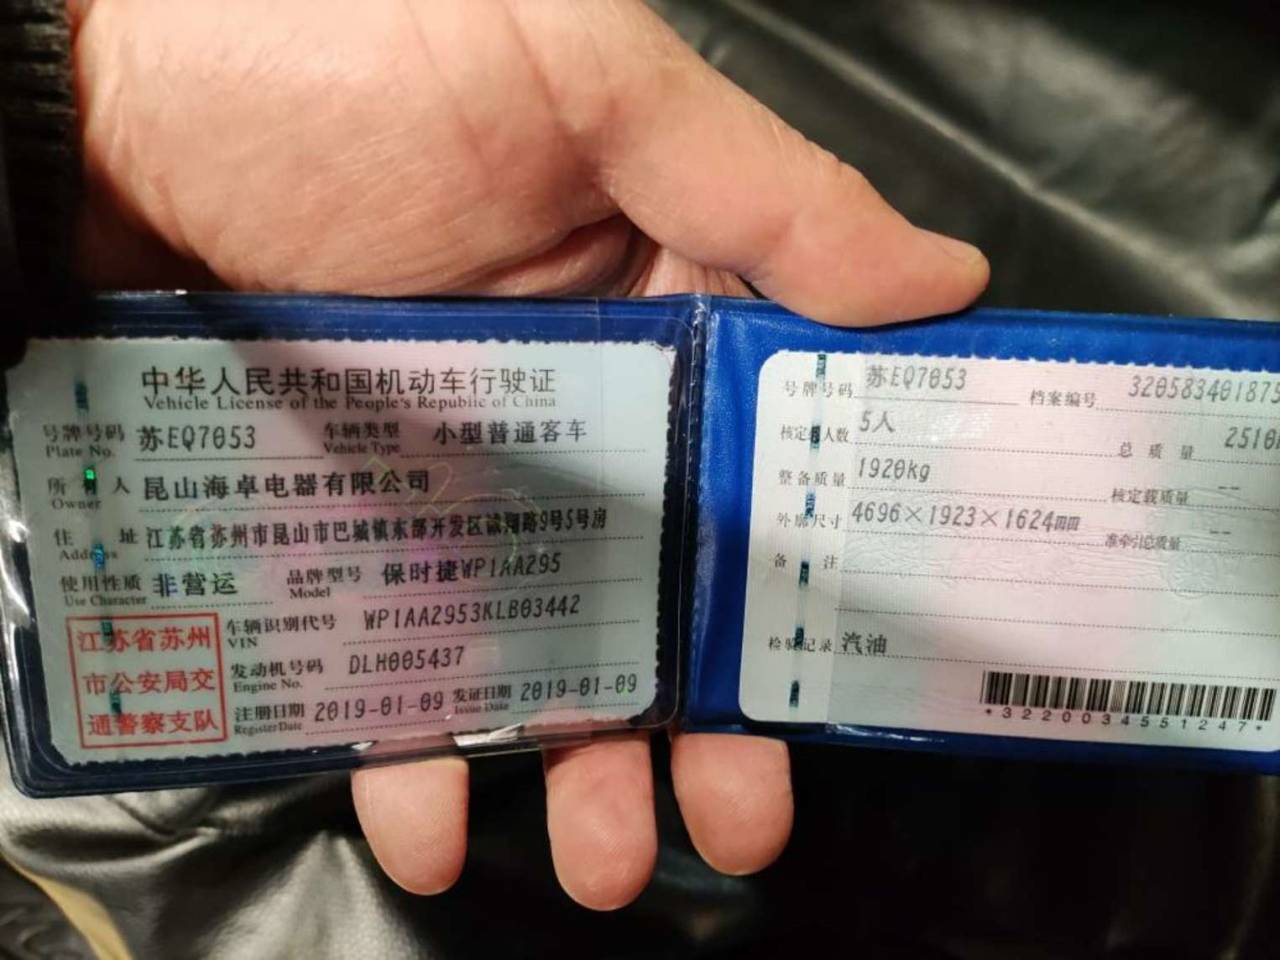 中华人民共和国机动车行驶证
Vehicle License of the People's Republic of China
号牌号码 苏EQ7053 车辆类型 小型普通客车
Plate No. Vehicle Type
所有人 昆山海卓电器有限公司
Owner
住址 江苏省苏州市昆山市巴城镇东部开发区诚翔路9号5号房
Address
使用性质 非营运 品牌型号 保时捷WP1AA295
Use Character Model
江苏省苏州
市公安局交
通警察支队
车辆识别代号 WP1AA2953KLB03442
VIN
发动机号码 DLH005437
Engine No.
注册日期 2019-01-09 发证日期 2019-01-09
Register Date Issue Date
号牌号码 苏EQ7053 档案编号 320583401875
核定人数 5人 总质量 2510
整备质量 1920kg 核定载质量 --
外廓尺寸 4696×1923×1624mm 准牵引总质量 --
备注
检验记录 汽油
*3220034551247*